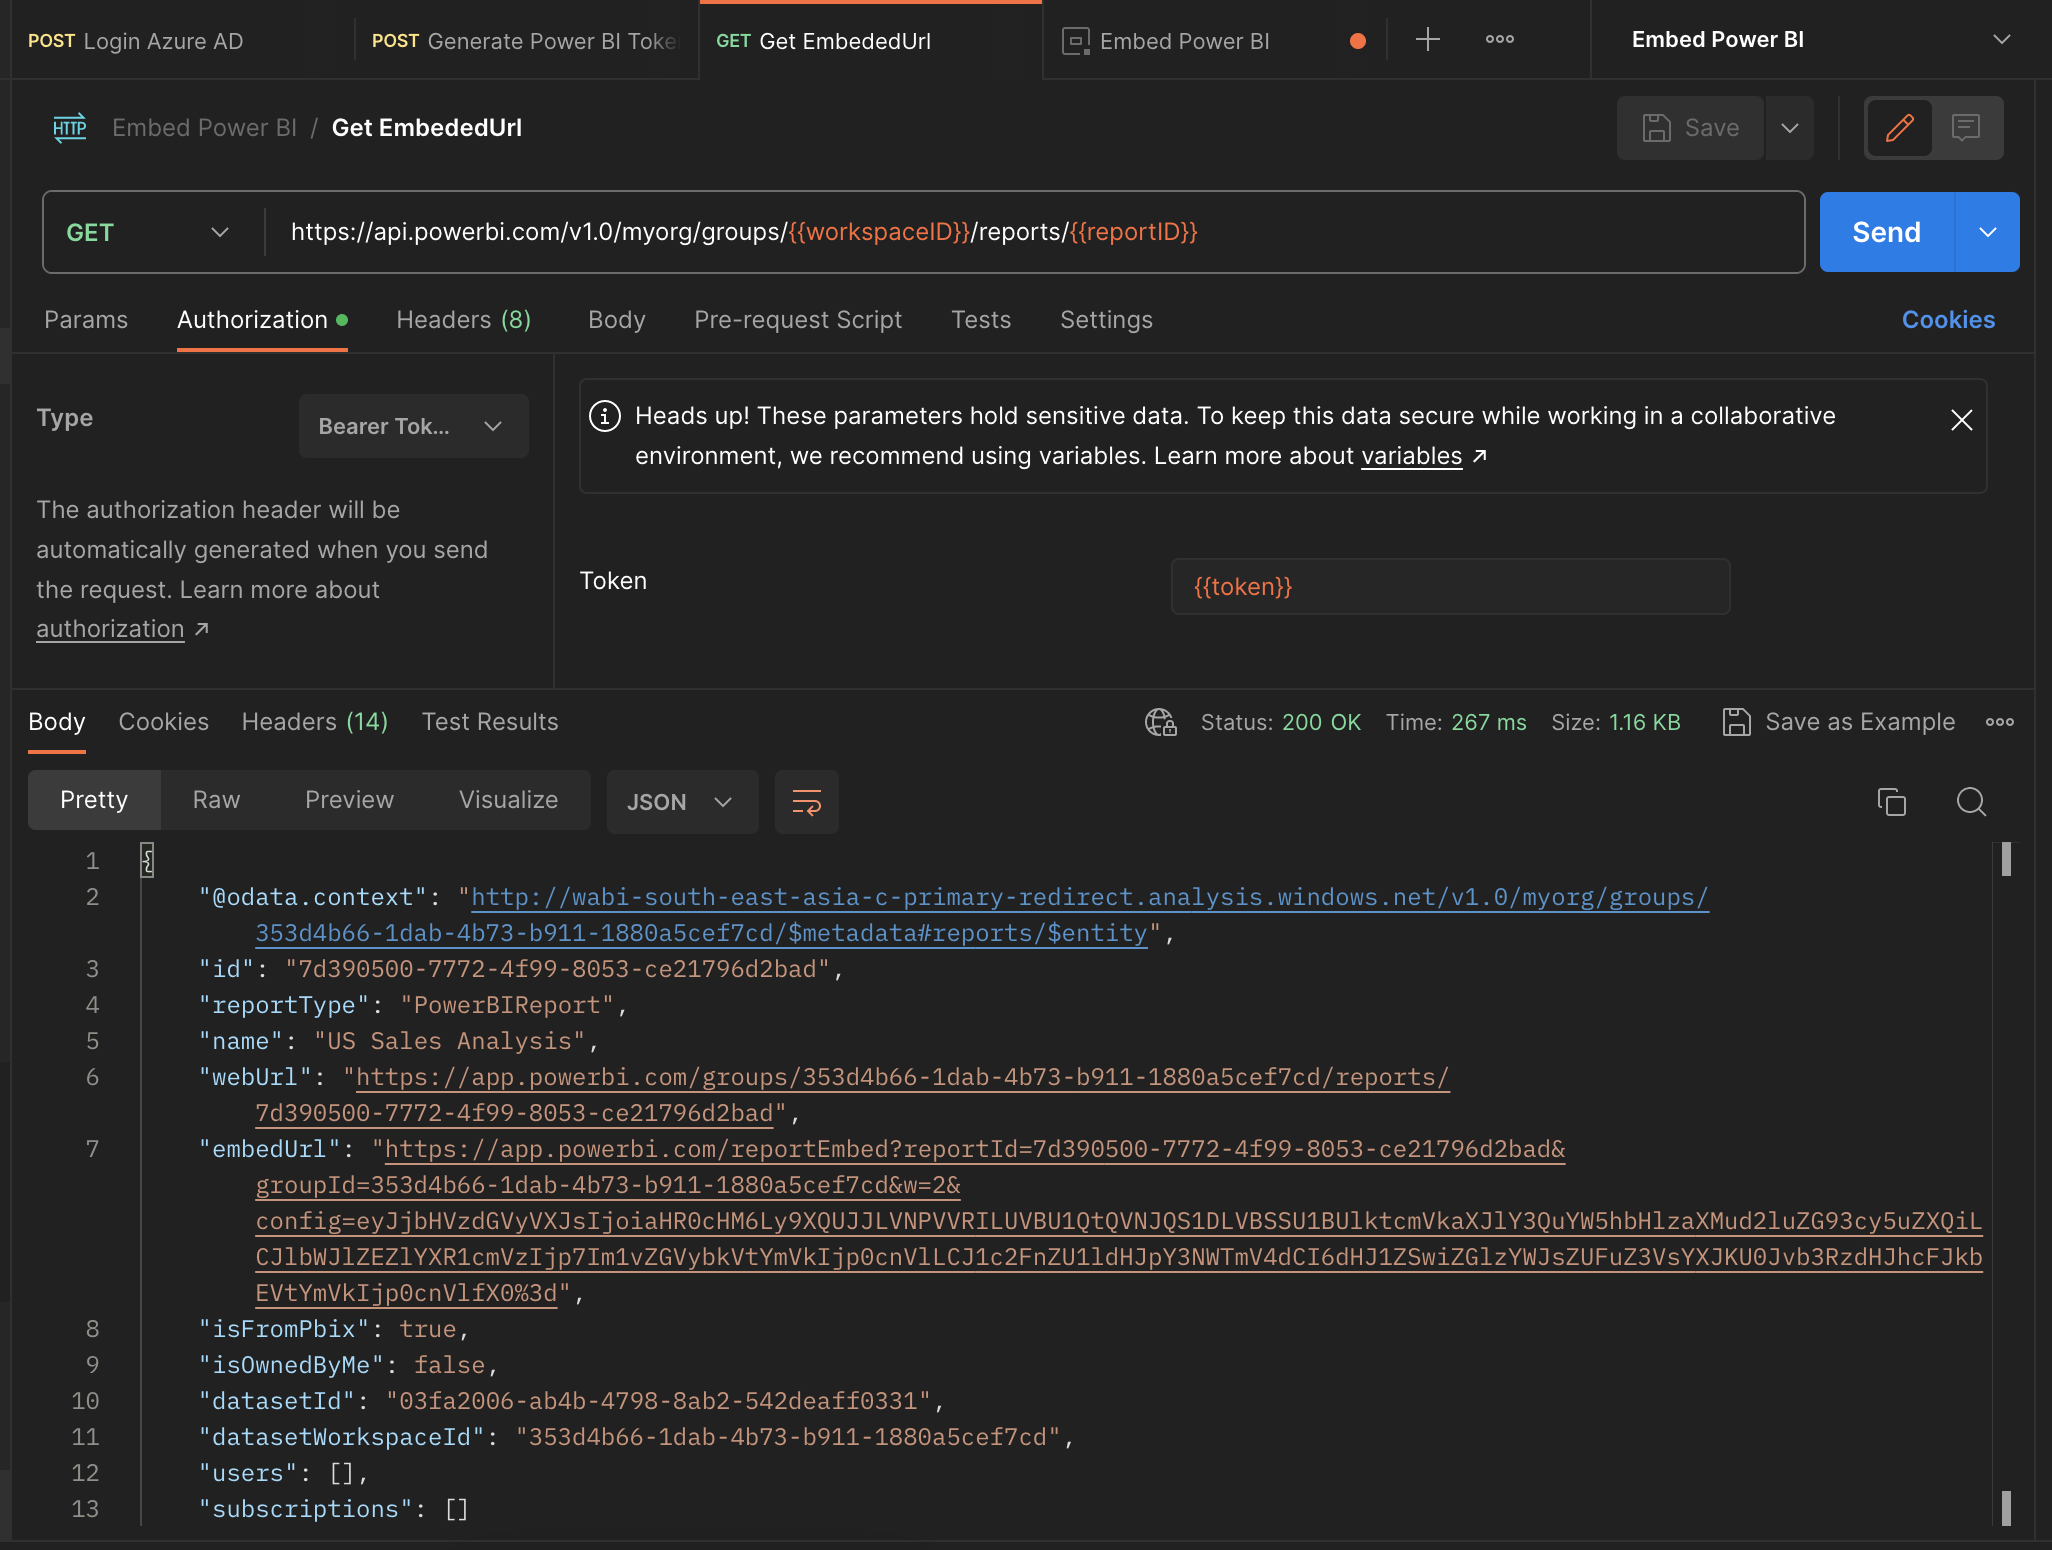 POST Login Azure AD
POST Generate Power BI Toke
GET Get EmbededUrl
Embed Power BI
Embed Power BI
HTTP Embed Power BI / Get EmbededUrl
Save
GET
https://api.powerbi.com/v1.0/myorg/groups/{{workspaceID}}/reports/{{reportID}}
Send
Params Authorization Headers (8) Body Pre-request Script Tests Settings Cookies
Type
Bearer Tok...
The authorization header will be
automatically generated when you send
the request. Learn more about
authorization ↗
Heads up! These parameters hold sensitive data. To keep this data secure while working in a collaborative
environment, we recommend using variables. Learn more about variables ↗
Token
{{token}}
Body Cookies Headers (14) Test Results
Status: 200 OK Time: 267 ms Size: 1.16 KB
Save as Example
Pretty Raw Preview Visualize JSON
1 {
2 "@odata.context": "http://wabi-south-east-asia-c-primary-redirect.analysis.windows.net/v1.0/myorg/groups/
353d4b66-1dab-4b73-b911-1880a5cef7cd/$metadata#reports/$entity",
3 "id": "7d390500-7772-4f99-8053-ce21796d2bad",
4 "reportType": "PowerBIReport",
5 "name": "US Sales Analysis",
6 "webUrl": "https://app.powerbi.com/groups/353d4b66-1dab-4b73-b911-1880a5cef7cd/reports/
7d390500-7772-4f99-8053-ce21796d2bad",
7 "embedUrl": "https://app.powerbi.com/reportEmbed?reportId=7d390500-7772-4f99-8053-ce21796d2bad&
groupId=353d4b66-1dab-4b73-b911-1880a5cef7cd&w=2&
config=eyJjbHVzdGVyVXJsIjoiaHR0cHM6Ly9XQUJJLVNPVVRILUVBU1QtQVNJQS1DLVBSSU1BUlktcmVkaXJlY3QuYW5hbHlzaXMud2luZG93cy5uZXQiL
CJlbWJlZEZlYXR1cmVzIjp7Im1vZGVybkVtYmVkIjp0cnVlLCJ1c2FnZU1ldHJpY3NWTmV4dCI6dHJ1ZSwiZGlzYWJsZUFuZ3VsYXJKU0Jvb3RzdHJhcFJkb
EVtYmVkIjp0cnVlfX0%3d",
8 "isFromPbix": true,
9 "isOwnedByMe": false,
10 "datasetId": "03fa2006-ab4b-4798-8ab2-542deaff0331",
11 "datasetWorkspaceId": "353d4b66-1dab-4b73-b911-1880a5cef7cd",
12 "users": [],
13 "subscriptions": []